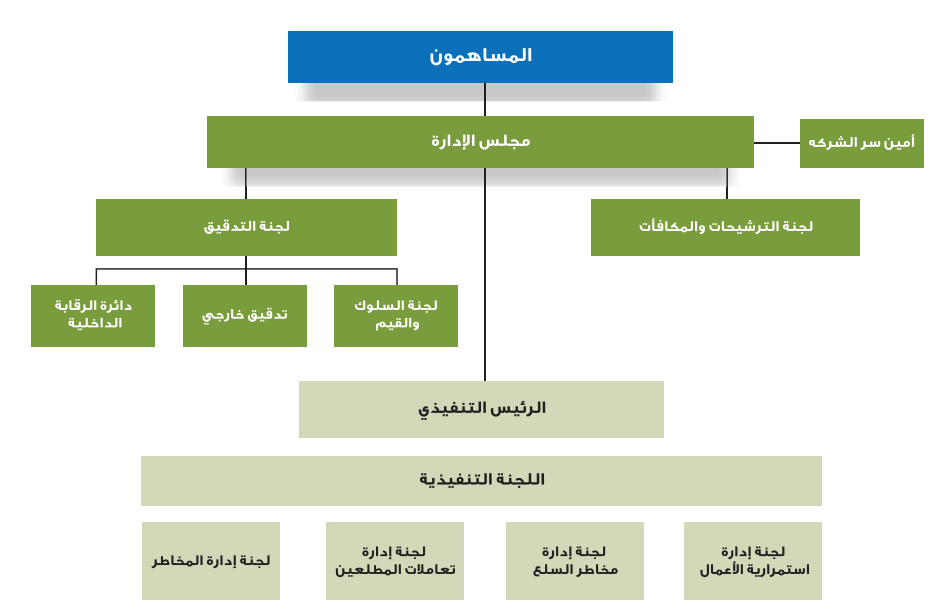 المساهمون
مجلس الإدارة
أمين سر الشركه
لجنة الترشيحات والمكافأت
لجنة التدقيق
لجنة السلوك
والقيم
تدقيق خارجي
دائرة الرقابة
الداخلية
الرئيس التنفيذي
اللجنة التنفيذية
لجنة إدارة
استمرارية الأعمال
لجنة إدارة
مخاطر السلع
لجنة إدارة
تعاملات المطلعين
لجنة إدارة المخاطر